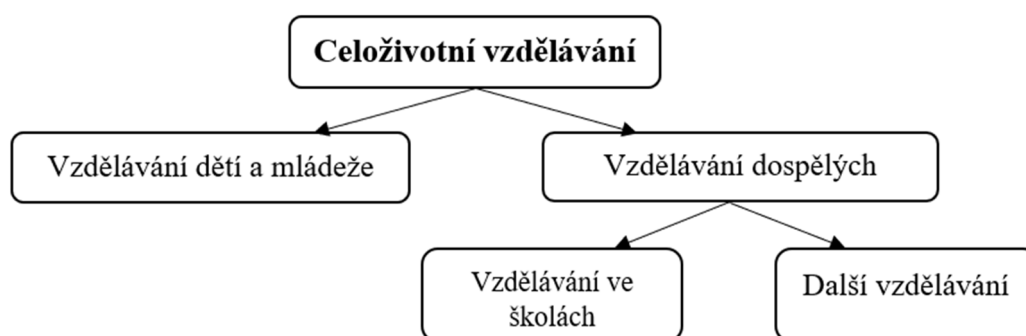 Celoživotní vzdělávání
Vzdělávání dětí a mládeže
Vzdělávání dospělých
Vzdělávání ve
školách
Další vzdělávání